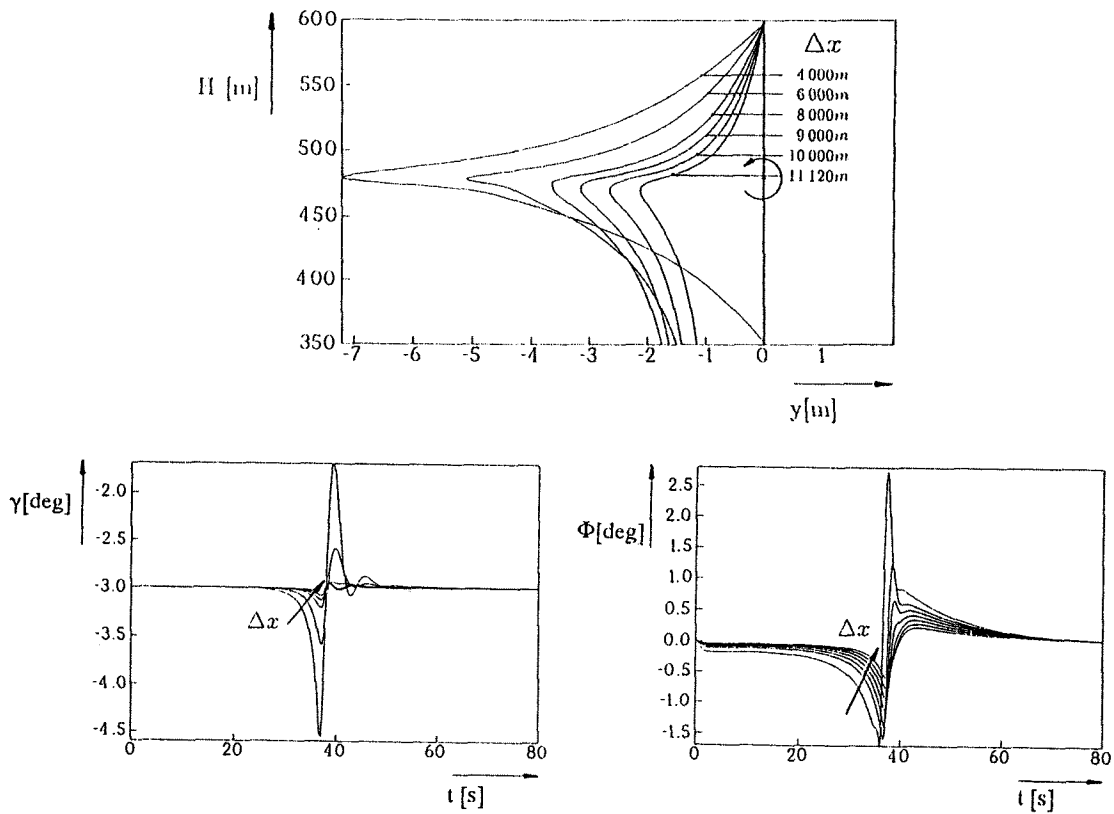 600
550
500
450
400
350
H [m]
Δx
4 000m
6 000m
8 000m
9 000m
10 000m
11 120m
-7 -6 -5 -4 -3 -2 -1 0 1
y[m]
γ[deg]
-2.0
-2.5
-3.0
-3.5
-4.0
-4.5
Δx
0 20 40 60 80
t [s]
Φ[deg]
2.5
2.0
1.5
1.0
0.5
0.0
-0.5
-1.0
-1.5
Δx
0 20 40 60 80
t [s]